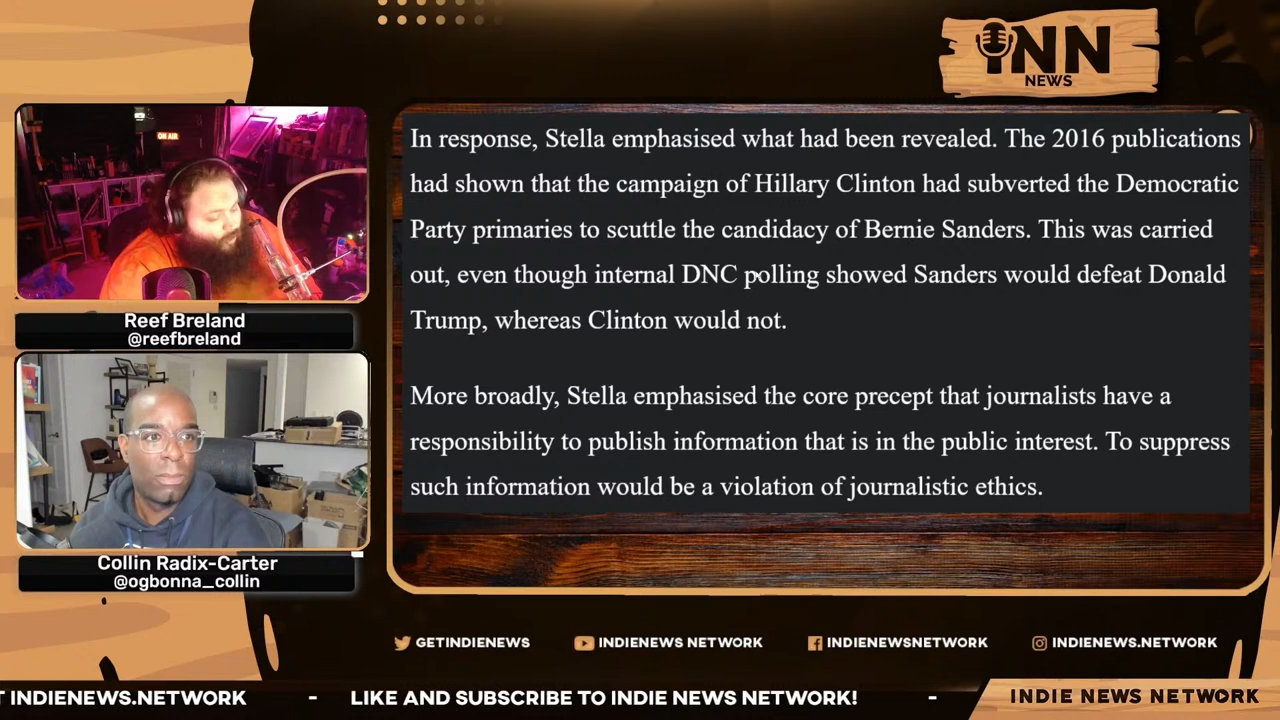 iNN
NEWS
ON AIR
In response, Stella emphasised what had been revealed. The 2016 publications
had shown that the campaign of Hillary Clinton had subverted the Democratic
Party primaries to scuttle the candidacy of Bernie Sanders. This was carried
out, even though internal DNC polling showed Sanders would defeat Donald
Trump, whereas Clinton would not.
More broadly, Stella emphasised the core precept that journalists have a
responsibility to publish information that is in the public interest. To suppress
such information would be a violation of journalistic ethics.
Reef Breland
@reefbreland
Collin Radix-Carter
@ogbonna_collin
GETINDIENEWS
INDIENEWS NETWORK
INDIENEWSNETWORK
INDIENEWS.NETWORK
T INDIENEWS.NETWORK - LIKE AND SUBSCRIBE TO INDIE NEWS NETWORK! -
INDIE NEWS NETWORK